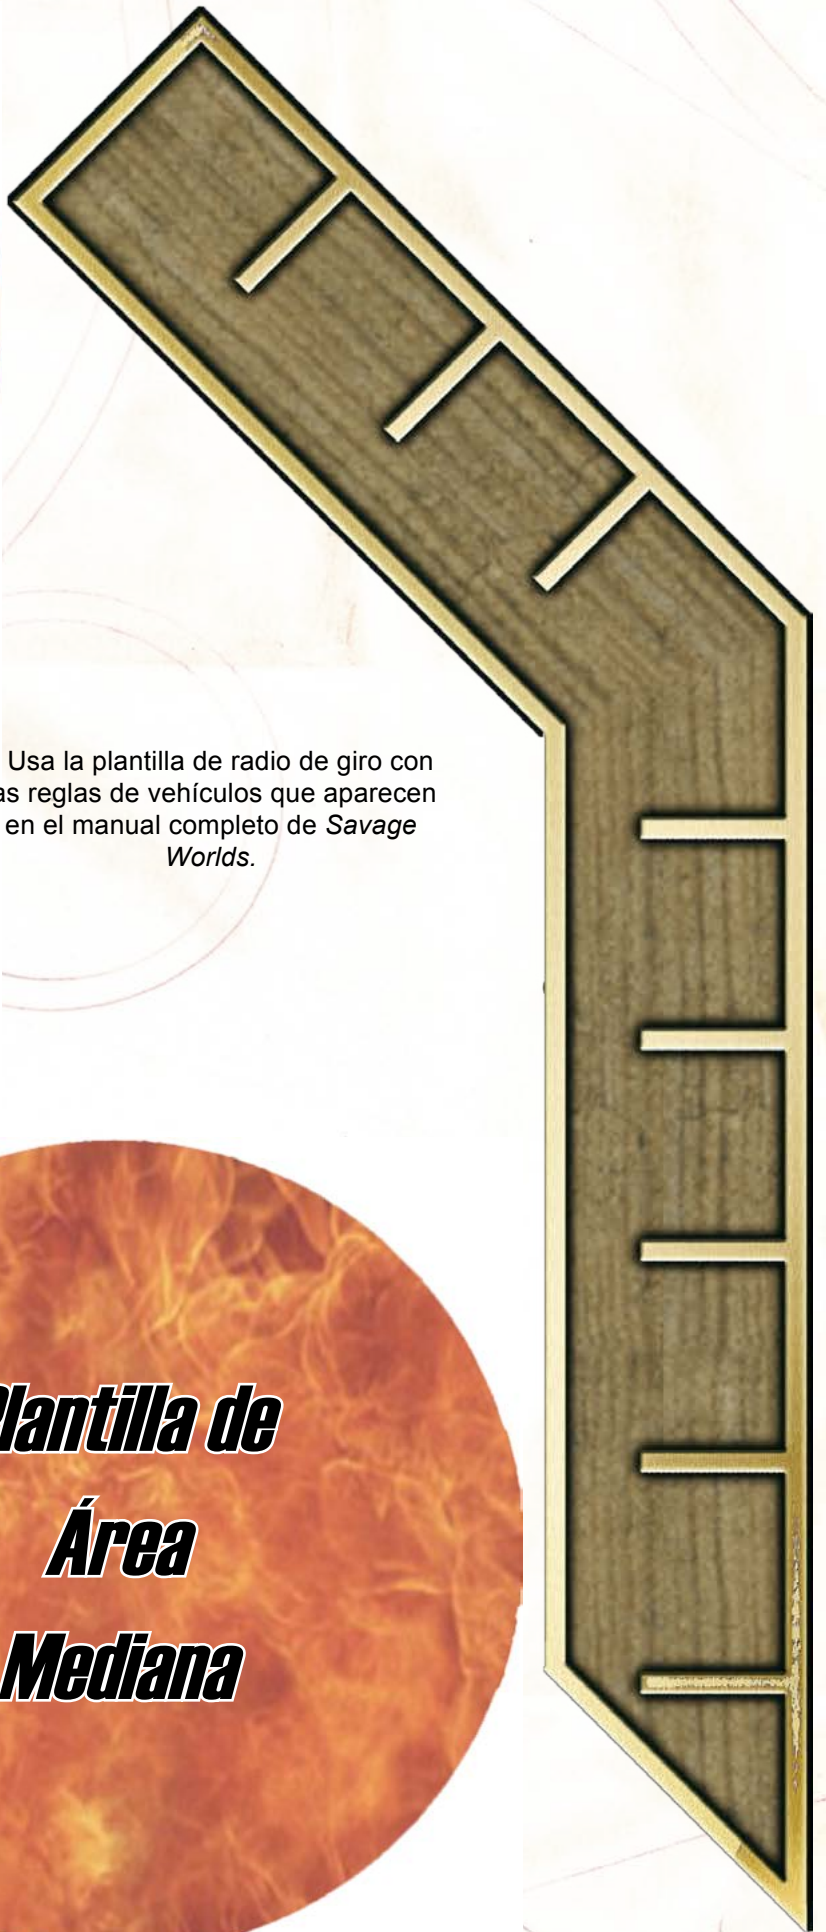 Usa la plantilla de radio de giro con
as reglas de vehículos que aparecen
en el manual completo de Savage
Worlds.
lantilla de
Área
Mediana